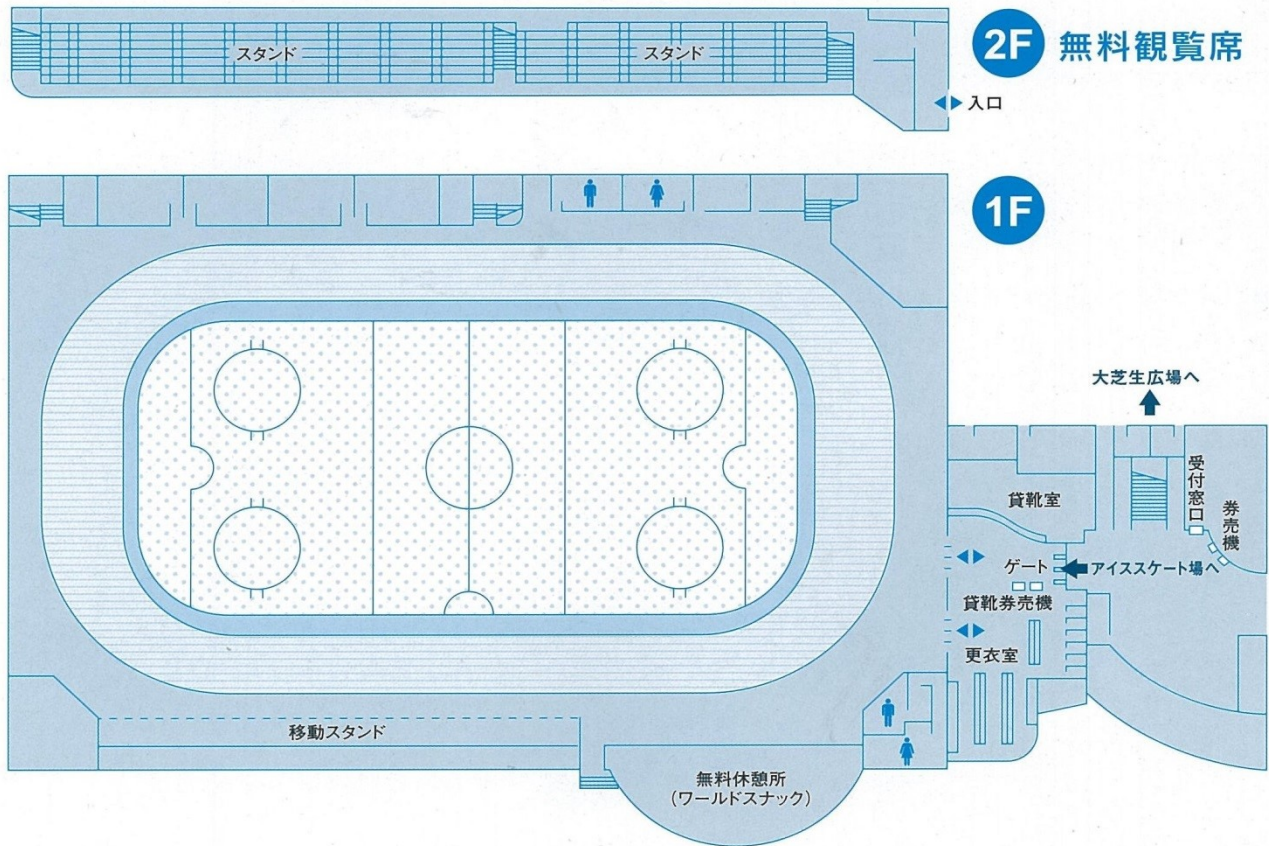 2F 無料観覧席
スタンド
スタンド
入口
1F
大芝生広場へ
受付窓口
券売機
貸靴室
ゲート
アイススケート場へ
貸靴券売機
更衣室
移動スタンド
無料休憩所
(ワールドスナック)